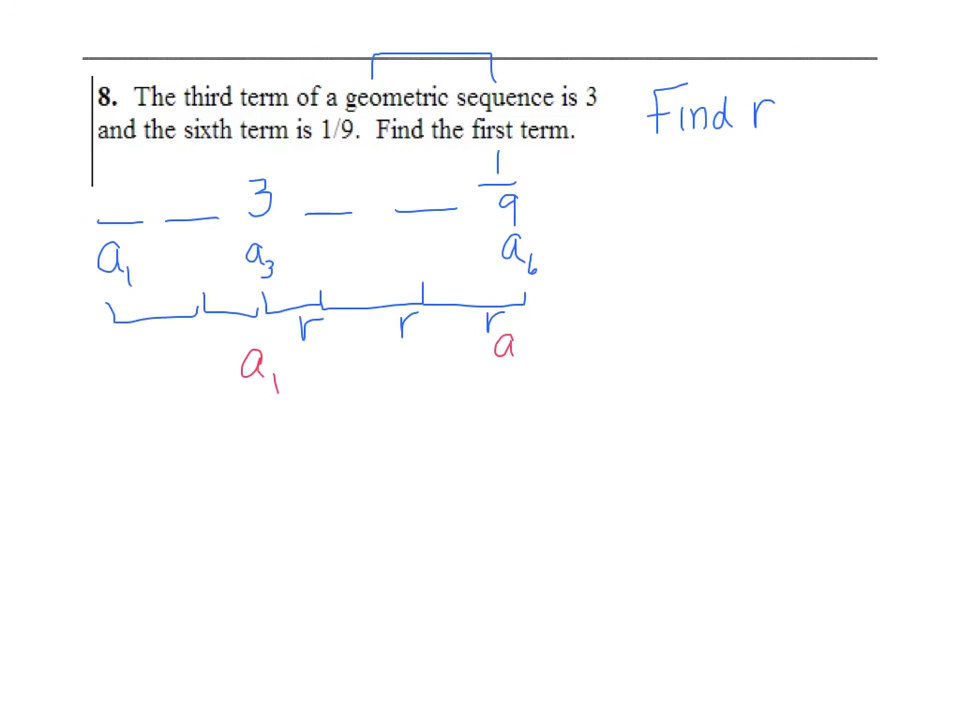 8. The third term of a geometric sequence is 3
and the sixth term is 1/9. Find the first term.
Find r
3 1/9
a₁ a₃ a₆
r r r
a₁ a